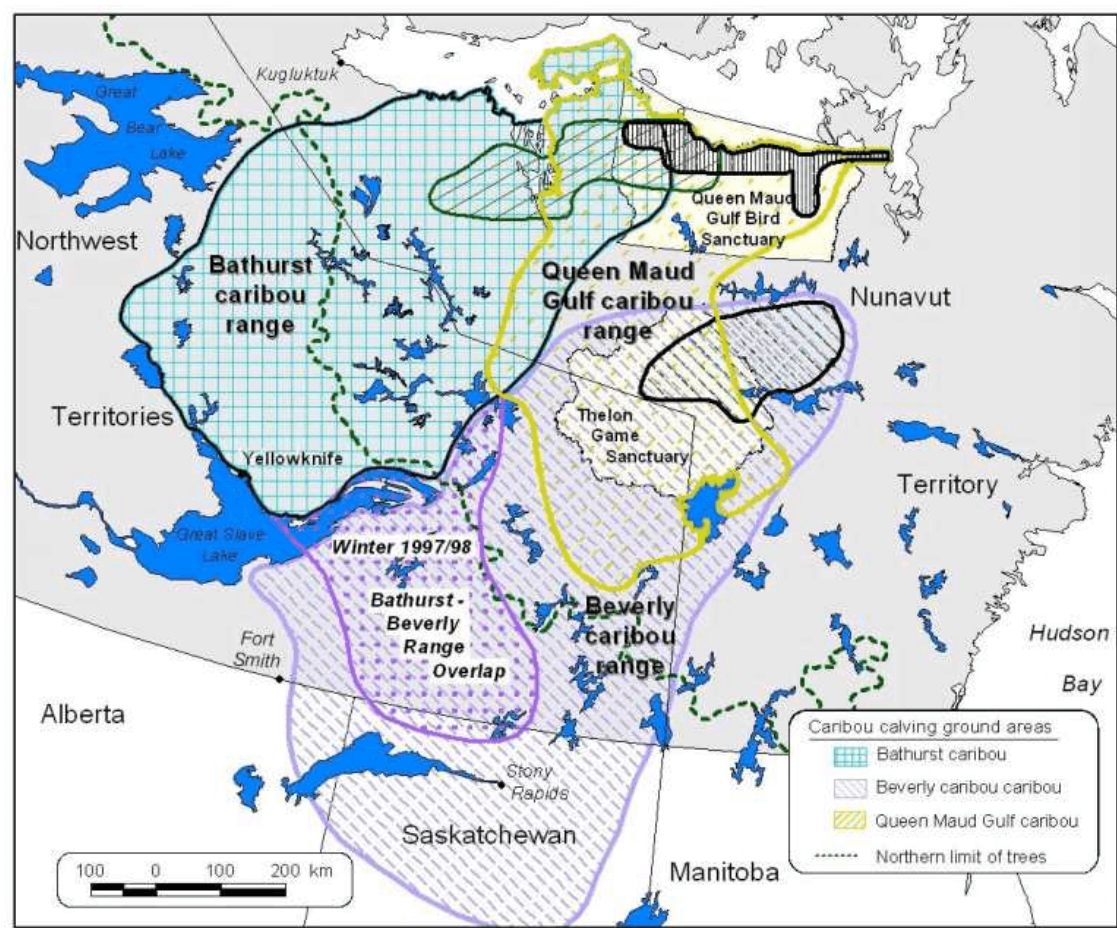 Kugluktuk
Great
Bear
Lake
Northwest
Queen Maud
Gulf Bird
Sanctuary
Bathurst
caribou
range
Queen Maud
Gulf caribou
range
Nunavut
Territories
Thelon
Game
Sanctuary
Yellowknife
Territory
Great Slave
Lake
Winter 1997/98
Bathurst -
Beverly
Range
Overlap
Beverly
caribou
range
Fort
Smith
Hudson
Bay
Alberta
Stony
Rapids
Saskatchewan
Manitoba
Caribou calving ground areas
Bathurst caribou
Beverly caribou caribou
Queen Maud Gulf caribou
Northern limit of trees
100 0 100 200 km